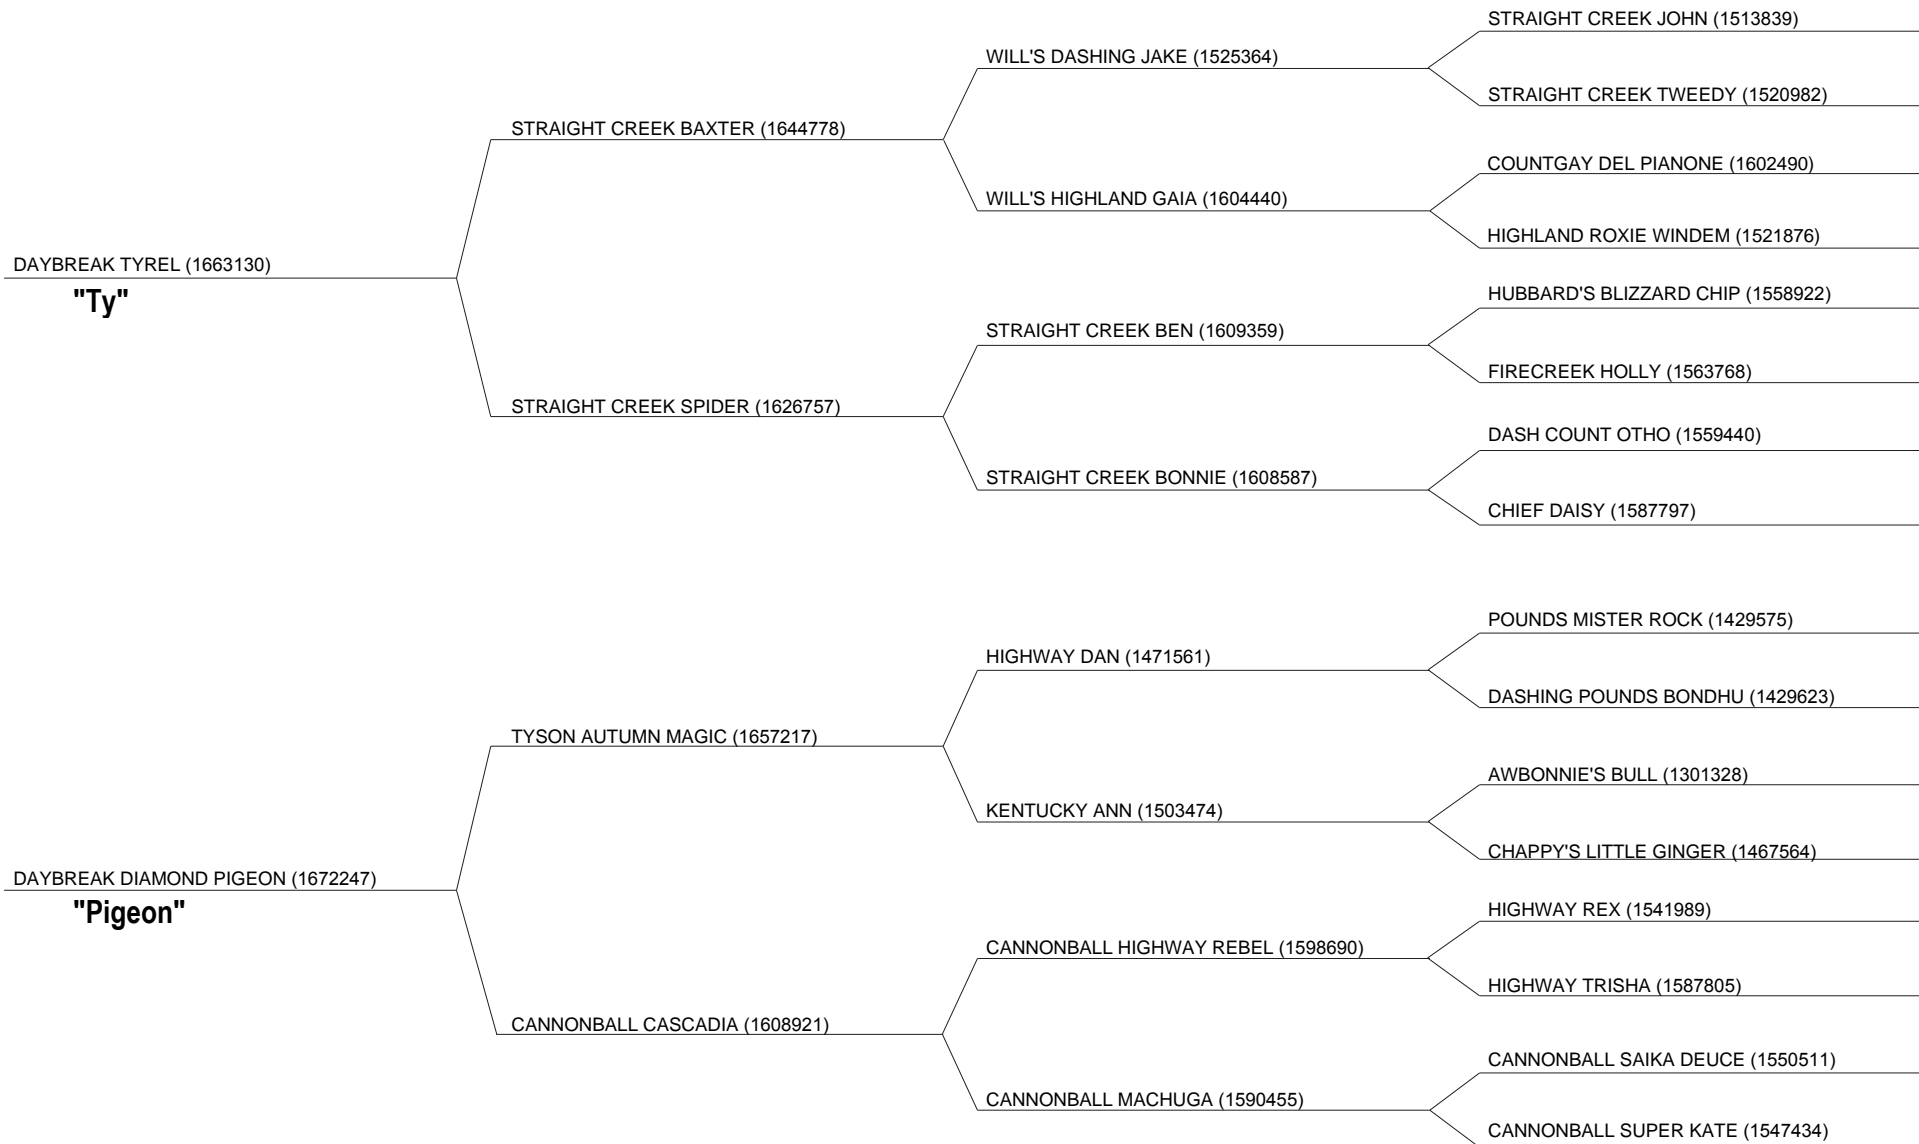 STRAIGHT CREEK JOHN (1513839)
WILL'S DASHING JAKE (1525364)
STRAIGHT CREEK TWEEDY (1520982)
STRAIGHT CREEK BAXTER (1644778)
COUNTGAY DEL PIANONE (1602490)
WILL'S HIGHLAND GAIA (1604440)
HIGHLAND ROXIE WINDEM (1521876)
DAYBREAK TYREL (1663130)
"Ty"
HUBBARD'S BLIZZARD CHIP (1558922)
STRAIGHT CREEK BEN (1609359)
FIRECREEK HOLLY (1563768)
STRAIGHT CREEK SPIDER (1626757)
DASH COUNT OTHO (1559440)
STRAIGHT CREEK BONNIE (1608587)
CHIEF DAISY (1587797)
POUNDS MISTER ROCK (1429575)
HIGHWAY DAN (1471561)
DASHING POUNDS BONDHU (1429623)
TYSON AUTUMN MAGIC (1657217)
AWBONNIE'S BULL (1301328)
KENTUCKY ANN (1503474)
CHAPPY'S LITTLE GINGER (1467564)
DAYBREAK DIAMOND PIGEON (1672247)
"Pigeon"
HIGHWAY REX (1541989)
CANNONBALL HIGHWAY REBEL (1598690)
HIGHWAY TRISHA (1587805)
CANNONBALL CASCADIA (1608921)
CANNONBALL SAIKA DEUCE (1550511)
CANNONBALL MACHUGA (1590455)
CANNONBALL SUPER KATE (1547434)